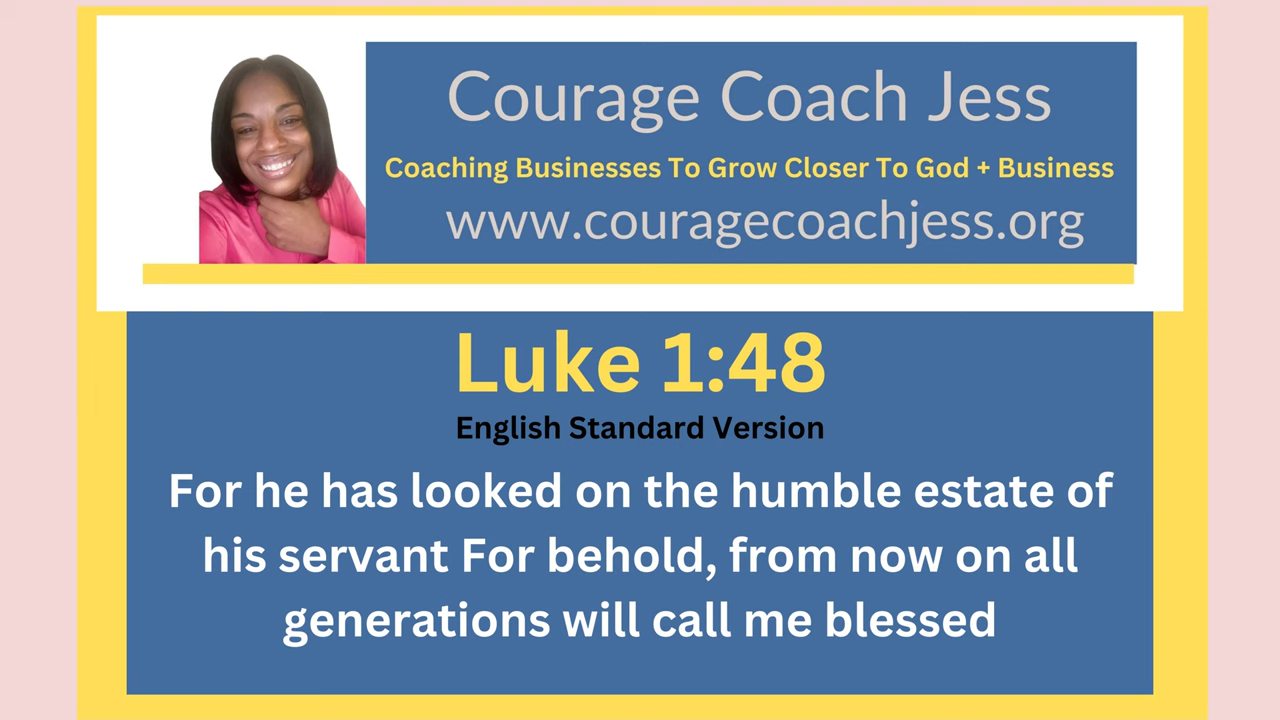 Courage Coach Jess
Coaching Businesses To Grow Closer To God + Business
www.couragecoachjess.org
Luke 1:48
English Standard Version
For he has looked on the humble estate of
his servant For behold, from now on all
generations will call me blessed